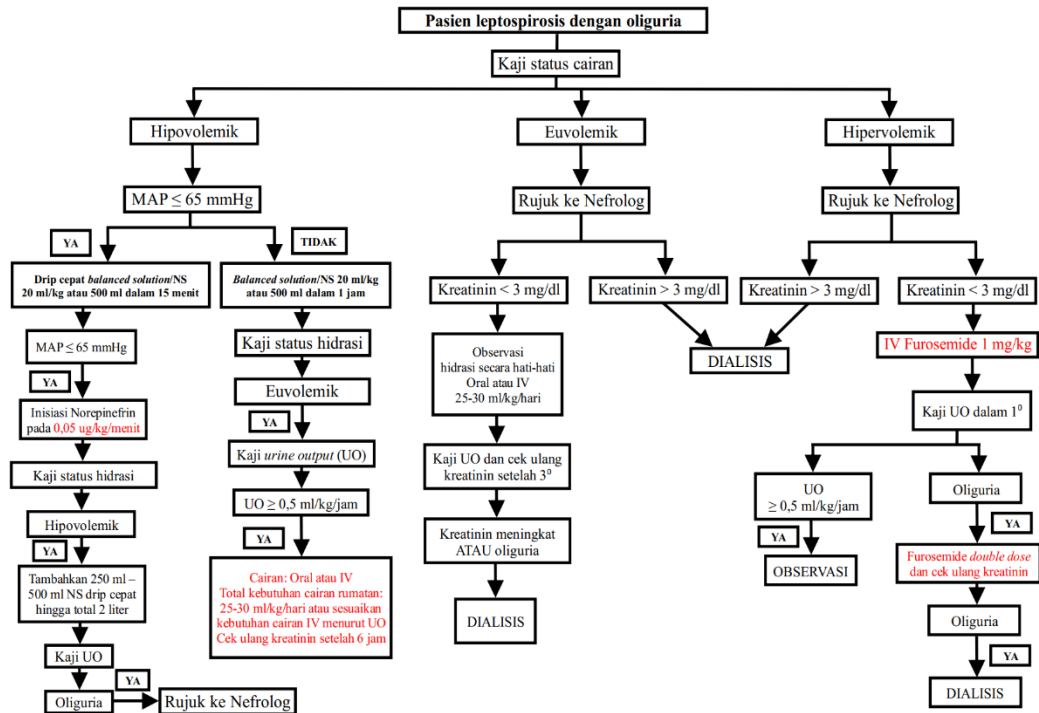 Pasien leptospirosis dengan oliguria
Kaji status cairan
Hipovolemik
Euvolemik
Hipervolemik
MAP ≤ 65 mmHg
Rujuk ke Nefrolog
Rujuk ke Nefrolog
YA
TIDAK
Drip cepat balanced solution/NS
20 ml/kg atau 500 ml dalam 15 menit
Balanced solution/NS 20 ml/kg
atau 500 ml dalam 1 jam
Kreatinin < 3 mg/dl
Kreatinin > 3 mg/dl
Kreatinin > 3 mg/dl
Kreatinin < 3 mg/dl
MAP ≤ 65 mmHg
YA
Inisiasi Norepinefrin
pada 0,05 ug/kg/menit
Kaji status hidrasi
Hipovolemik
YA
Tambahkan 250 ml –
500 ml NS drip cepat
hingga total 2 liter
Kaji UO
YA
Oliguria
Rujuk ke Nefrolog
Kaji status hidrasi
Euvolemik
YA
Kaji urine output (UO)
UO ≥ 0,5 ml/kg/jam
YA
Cairan: Oral atau IV
Total kebutuhan cairan rumatan:
25-30 ml/kg/hari atau sesuaikan
kebutuhan cairan IV menurut UO
Cek ulang kreatinin setelah 6 jam
Observasi
hidrasi secara hati-hati
Oral atau IV
25-30 ml/kg/hari
Kaji UO dan cek ulang
kreatinin setelah 3⁰
Kreatinin meningkat
ATAU oliguria
DIALISIS
DIALISIS
IV Furosemide 1 mg/kg
Kaji UO dalam 1⁰
UO
≥ 0,5 ml/kg/jam
YA
OBSERVASI
Oliguria
YA
Furosemide double dose
dan cek ulang kreatinin
Oliguria
YA
DIALISIS